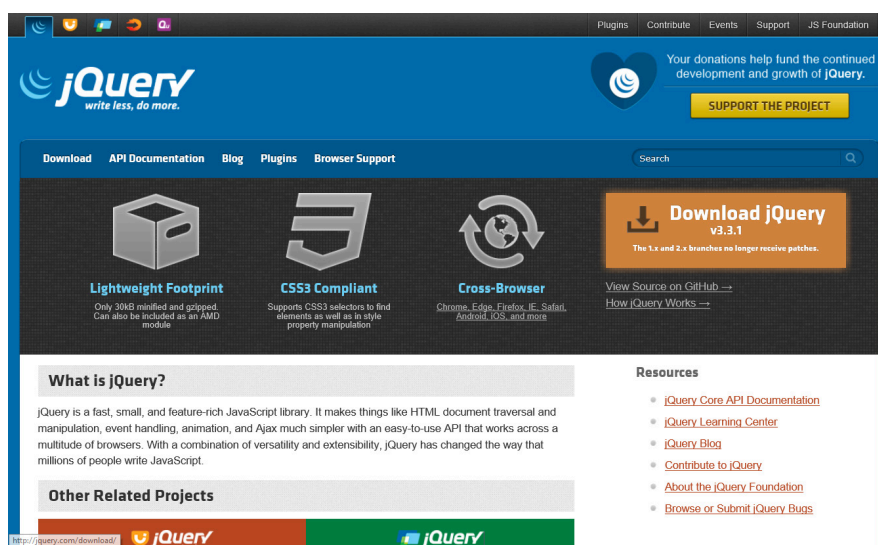 Plugins Contribute Events Support JS Foundation
jQuery
write less, do more.
Your donations help fund the continued
development and growth of jQuery.
SUPPORT THE PROJECT
Download API Documentation Blog Plugins Browser Support
Search
Lightweight Footprint
Only 30kB minified and gzipped.
Can also be included as an AMD
module
CSS3 Compliant
Supports CSS3 selectors to find
elements as well as in style
property manipulation
Cross-Browser
Chrome, Edge, Firefox, IE, Safari,
Android, iOS, and more
Download jQuery
v3.3.1
The 1.x and 2.x branches no longer receive patches.
View Source on GitHub →
How jQuery Works →
What is jQuery?
jQuery is a fast, small, and feature-rich JavaScript library. It makes things like HTML document traversal and
manipulation, event handling, animation, and Ajax much simpler with an easy-to-use API that works across a
multitude of browsers. With a combination of versatility and extensibility, jQuery has changed the way that
millions of people write JavaScript.
Other Related Projects
jQuery
jQuery
Resources
jQuery Core API Documentation
jQuery Learning Center
jQuery Blog
Contribute to jQuery
About the jQuery Foundation
Browse or Submit jQuery Bugs
http://jquery.com/download/